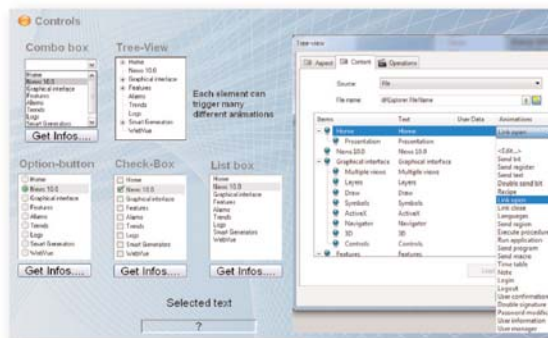 Controls
Combo box
Home
News 10.0
Graphical interface
Features
Alarms
Trends
Logs
Smart Generators
Get Infos....
Tree-View
Home
News 10.0
Graphical interface
Features
Alarms
Trends
Logs
Smart Generators
WebVue
Each element can
trigger many
different animations
Option-button
Home
News 10.0
Graphical interface
Features
Alarms
Trends
Logs
Smart Generators
WebVue
Get Infos....
Check-Box
Home
News 10.0
Graphical interface
Features
Alarms
Trends
Logs
Smart Generators
WebVue
Get Infos....
List box
Home
News 10.0
Graphical interface
Features
Alarms
Trends
Logs
Smart Generators
WebVue
Get Infos....
Selected text
?
Tree-view
Aspect Content Operations
Source File
File name
Items Text User Data Animations
Home Home Link open
Presentation Presentation
News 10.0 News 10.0
Graphical interface Graphical interface
Multiple views Multiple views
Layers Layers
Draw Draw
Symbols Symbols
ActiveX ActiveX
Navigator Navigator
3D 3D
Controls Controls
Features Features
<Edit...>
Send bit
Send register
Send text
Double send bit
Recipe
Link open
Link close
Languages
Send region
Execute procedure
Run application
Send program
Send macro
Time table
Note
Login
Logout
User confirmation
Double signature
Password modific
User information
User manager